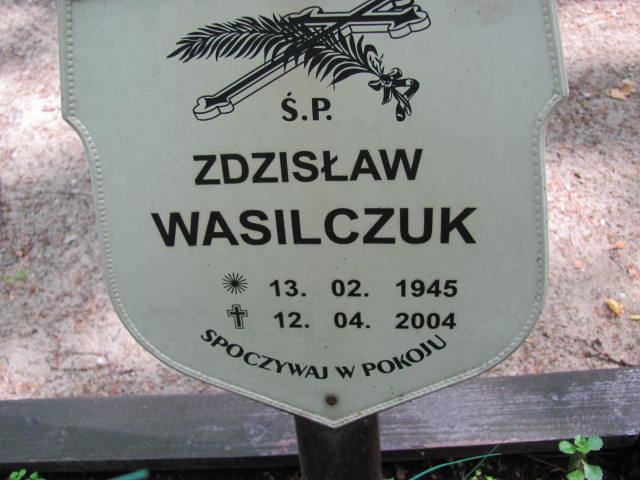 Ś.P.
ZDZISŁAW
WASILCZUK
13. 02. 1945
12. 04. 2004
SPOCZYWAJ W POKOJU